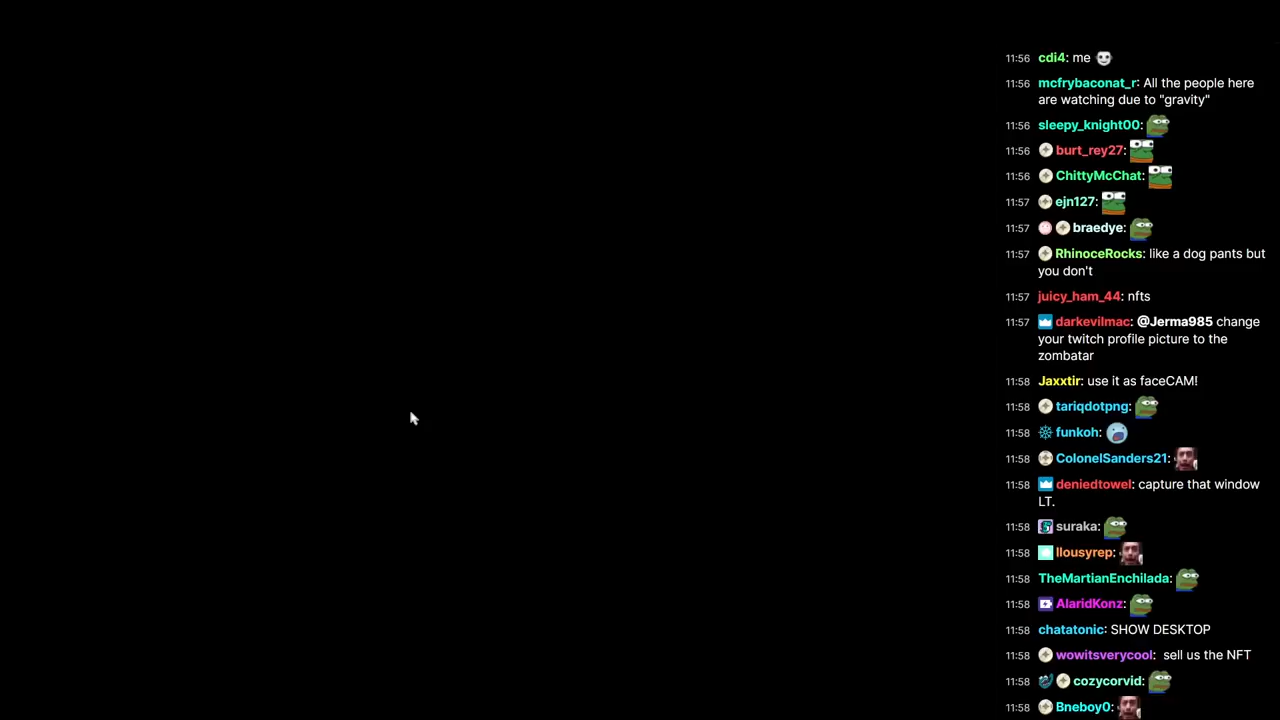 11:56 cdi4: me
11:56 mcfrybaconat_r: All the people here
are watching due to "gravity"
11:56 sleepy_knight00:
11:56 burt_rey27:
11:56 ChittyMcChat:
11:57 ejn127:
11:57 braedye:
11:57 RhinoceRocks: like a dog pants but
you don't
11:57 juicy_ham_44: nfts
11:57 darkevilmac: @Jerma985 change
your twitch profile picture to the
zombatar
11:58 Jaxxtir: use it as faceCAM!
11:58 tariqdotpng:
11:58 funkoh:
11:58 ColonelSanders21:
11:58 deniedtowel: capture that window
LT.
11:58 suraka:
11:58 llousyrep:
11:58 TheMartianEnchilada:
11:58 AlaridKonz:
11:58 chatatonic: SHOW DESKTOP
11:58 wowitsverycool: sell us the NFT
11:58 cozycorvid:
11:58 Bneboy0: